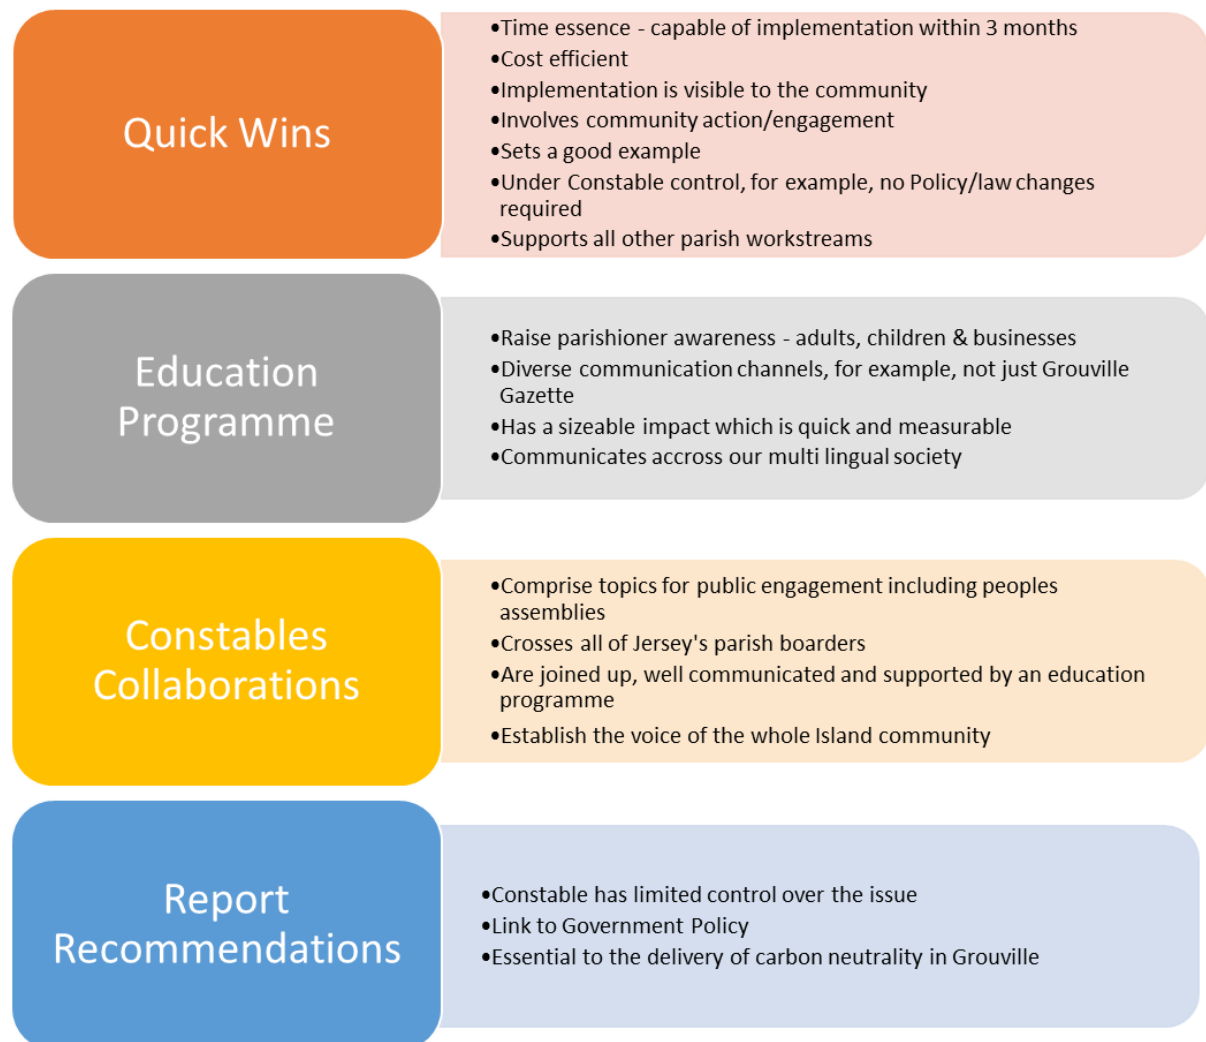 Quick Wins
•Time essence - capable of implementation within 3 months
•Cost efficient
•Implementation is visible to the community
•Involves community action/engagement
•Sets a good example
•Under Constable control, for example, no Policy/law changes
required
•Supports all other parish workstreams
Education
Programme
•Raise parishioner awareness - adults, children & businesses
•Diverse communication channels, for example, not just Grouville
Gazette
•Has a sizeable impact which is quick and measurable
•Communicates accross our multi lingual society
Constables
Collaborations
•Comprise topics for public engagement including peoples
assemblies
•Crosses all of Jersey's parish boarders
•Are joined up, well communicated and supported by an education
programme
•Establish the voice of the whole Island community
Report
Recommendations
•Constable has limited control over the issue
•Link to Government Policy
•Essential to the delivery of carbon neutrality in Grouville